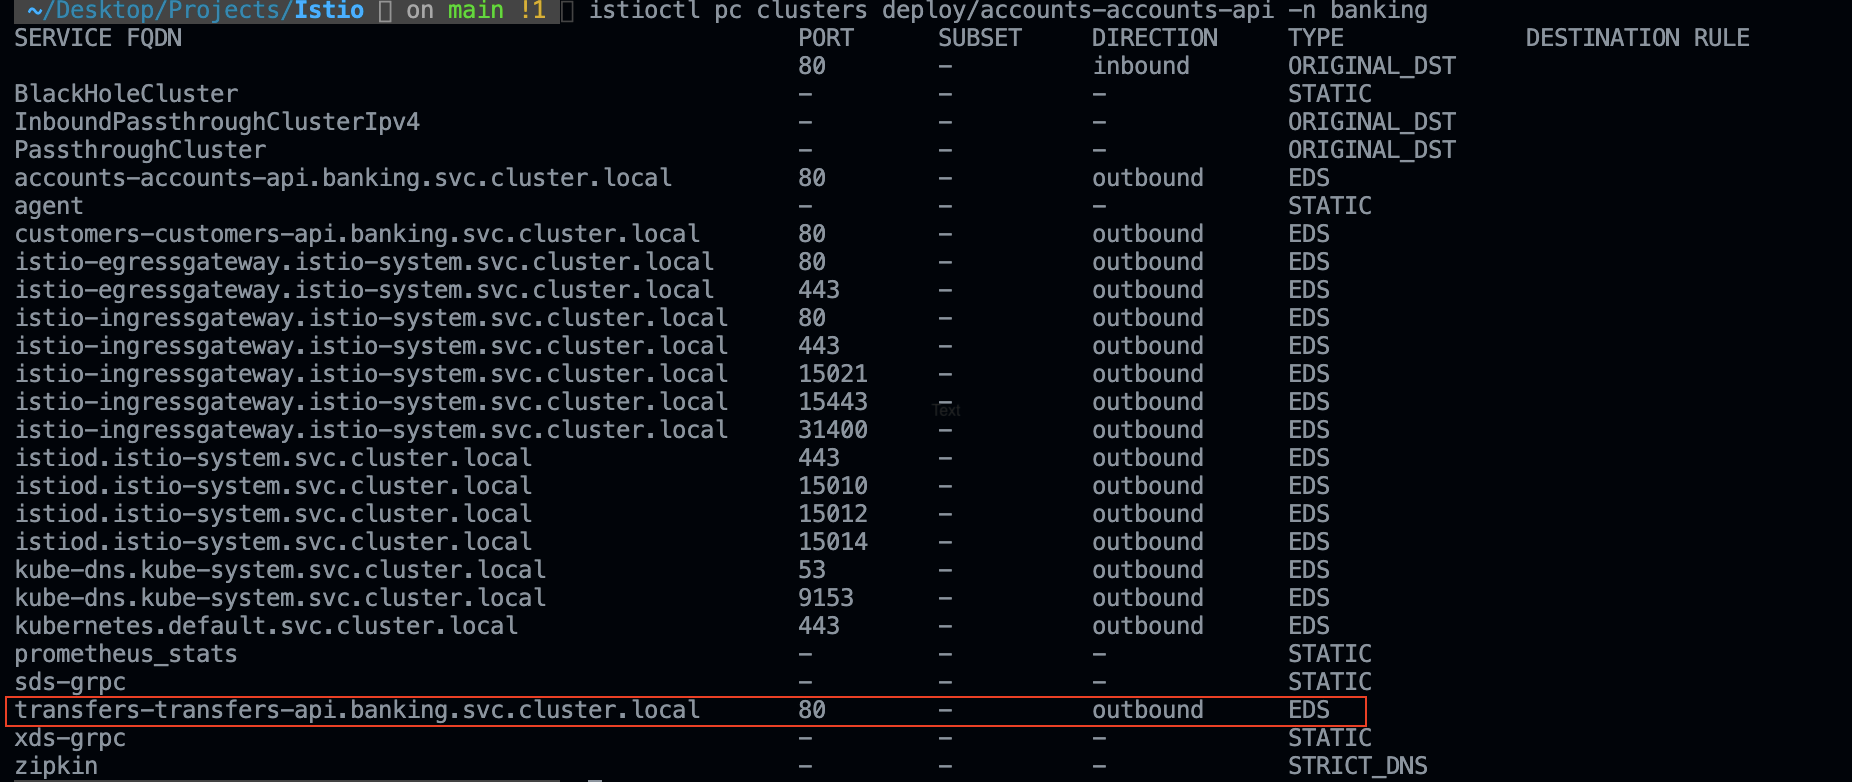 ~/Desktop/Projects/Istio on main !1 istioctl pc clusters deploy/accounts-accounts-api -n banking
SERVICE FQDN PORT SUBSET DIRECTION TYPE DESTINATION RULE
80 - inbound ORIGINAL_DST
BlackHoleCluster - - - STATIC
InboundPassthroughClusterIpv4 - - - ORIGINAL_DST
PassthroughCluster - - - ORIGINAL_DST
accounts-accounts-api.banking.svc.cluster.local 80 - outbound EDS
agent - - - STATIC
customers-customers-api.banking.svc.cluster.local 80 - outbound EDS
istio-egressgateway.istio-system.svc.cluster.local 80 - outbound EDS
istio-egressgateway.istio-system.svc.cluster.local 443 - outbound EDS
istio-ingressgateway.istio-system.svc.cluster.local 80 - outbound EDS
istio-ingressgateway.istio-system.svc.cluster.local 443 - outbound EDS
istio-ingressgateway.istio-system.svc.cluster.local 15021 - outbound EDS
istio-ingressgateway.istio-system.svc.cluster.local 15443 - outbound EDS
Text
istio-ingressgateway.istio-system.svc.cluster.local 31400 - outbound EDS
istiod.istio-system.svc.cluster.local 443 - outbound EDS
istiod.istio-system.svc.cluster.local 15010 - outbound EDS
istiod.istio-system.svc.cluster.local 15012 - outbound EDS
istiod.istio-system.svc.cluster.local 15014 - outbound EDS
kube-dns.kube-system.svc.cluster.local 53 - outbound EDS
kube-dns.kube-system.svc.cluster.local 9153 - outbound EDS
kubernetes.default.svc.cluster.local 443 - outbound EDS
prometheus_stats - - - STATIC
sds-grpc - - - STATIC
transfers-transfers-api.banking.svc.cluster.local 80 - outbound EDS
xds-grpc - - - STATIC
zipkin - - - STRICT_DNS